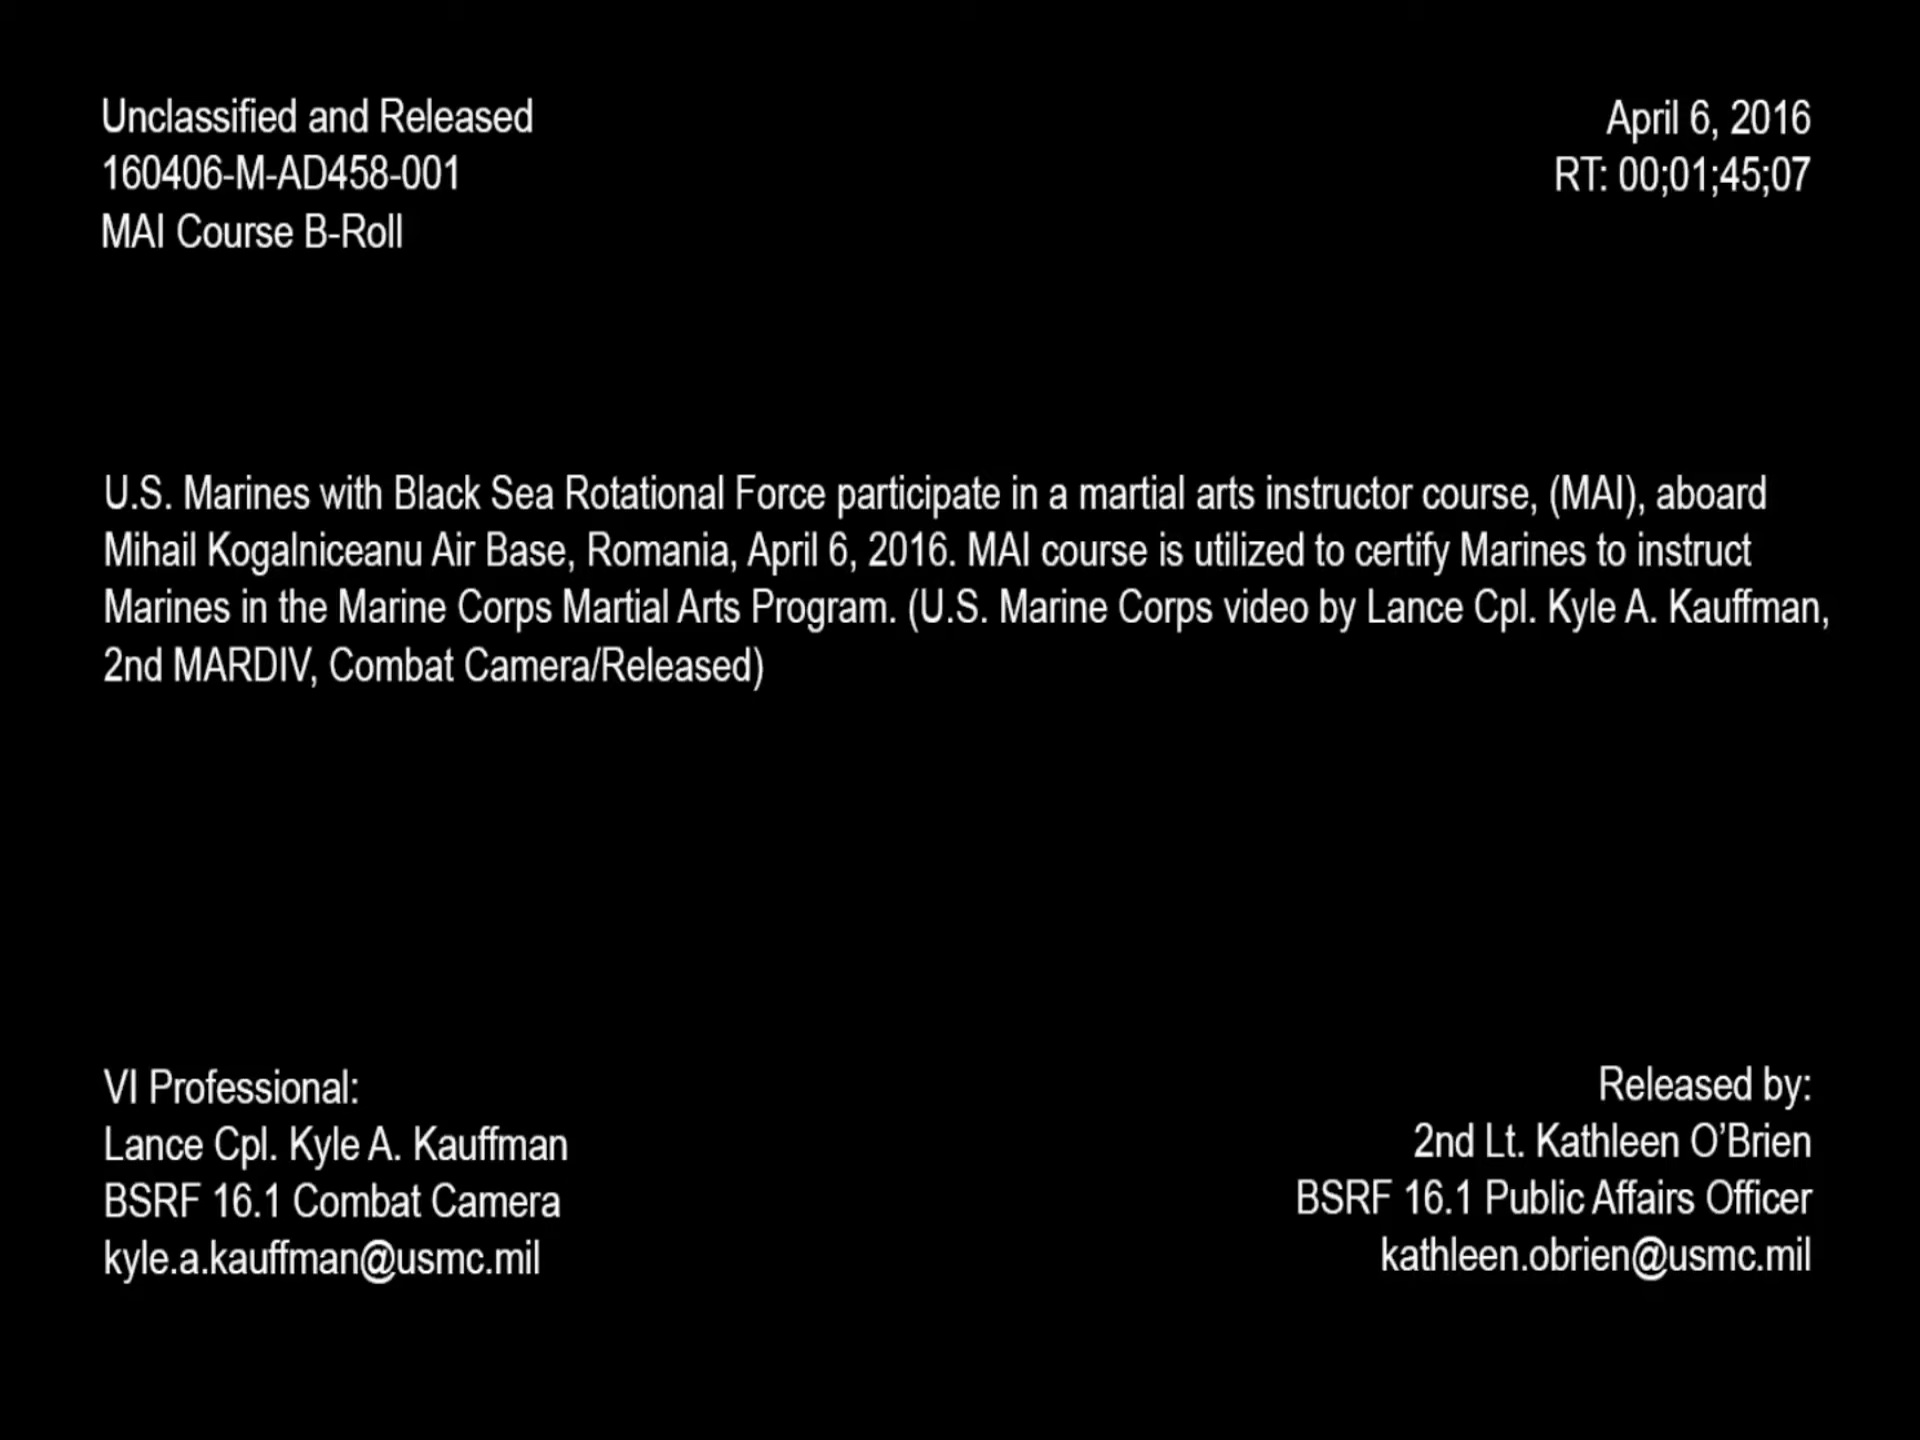 Unclassified and Released
160406-M-AD458-001
MAI Course B-Roll
April 6, 2016
RT: 00;01;45;07
U.S. Marines with Black Sea Rotational Force participate in a martial arts instructor course, (MAI), aboard
Mihail Kogalniceanu Air Base, Romania, April 6, 2016. MAI course is utilized to certify Marines to instruct
Marines in the Marine Corps Martial Arts Program. (U.S. Marine Corps video by Lance Cpl. Kyle A. Kauffman,
2nd MARDIV, Combat Camera/Released)
VI Professional:
Lance Cpl. Kyle A. Kauffman
BSRF 16.1 Combat Camera
kyle.a.kauffman@usmc.mil
Released by:
2nd Lt. Kathleen O’Brien
BSRF 16.1 Public Affairs Officer
kathleen.obrien@usmc.mil